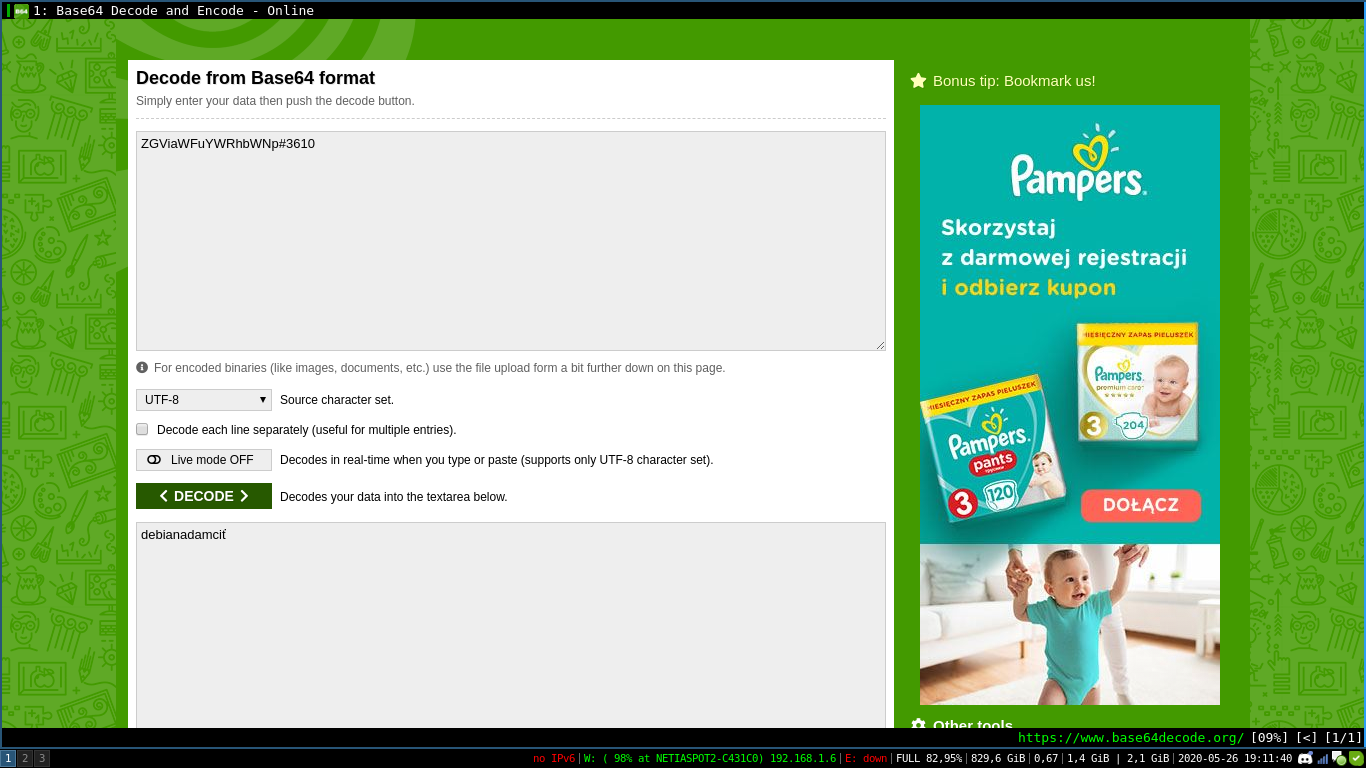 1: Base64 Decode and Encode - Online
Decode from Base64 format
Simply enter your data then push the decode button.
ZGViaWFuYWRhbWNp#3610
For encoded binaries (like images, documents, etc.) use the file upload form a bit further down on this page.
UTF-8 Source character set.
Decode each line separately (useful for multiple entries).
Live mode OFF Decodes in real-time when you type or paste (supports only UTF-8 character set).
DECODE Decodes your data into the textarea below.
debianadamciť
Bonus tip: Bookmark us!
Pampers.
Skorzystaj
z darmowej rejestracji
i odbierz kupon
MIESIĘCZNY ZAPAS PIELUSZEK
Pampers.
premium care
3 204
MIESIĘCZNY ZAPAS PIELUSZEK
Pampers.
pants
3 120
DOŁĄCZ
Other tools
https://www.base64decode.org/ [09%] [<] [1/1]
1 2 3 no IPv6 W: ( 98% at NETIASPOT2-C431C0) 192.168.1.6 E: down FULL 82,95% 829,6 GiB 0,67 1,4 GiB | 2,1 GiB 2020-05-26 19:11:40